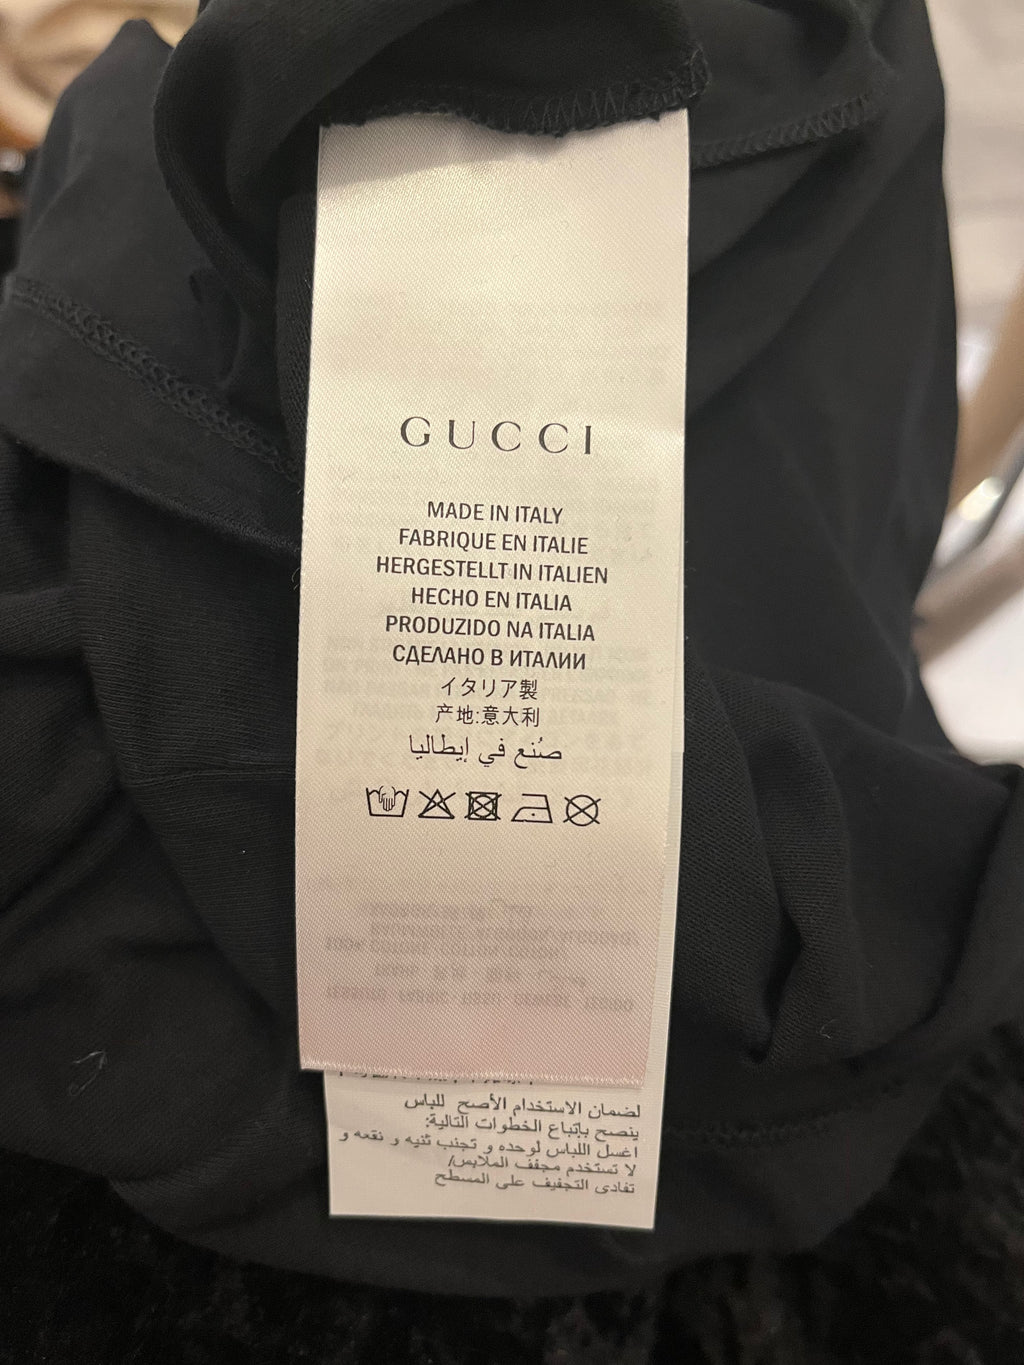 GUCCI
MADE IN ITALY
FABRIQUE EN ITALIE
HERGESTELLT IN ITALIEN
HECHO EN ITALIA
PRODUZIDO NA ITALIA
СДЕЛАНО В ИТАЛИИ
イタリア製
产地:意大利
صُنع في إيطاليا
لضمان الاستخدام الأصح للباس
ينصح بإتباع الخطوات التالية:
اغسل اللباس لوحده و تجنب ثنيه و نقعه و
لا تستخدم مجفف الملابس/
تفادى التجفيف على المسطح